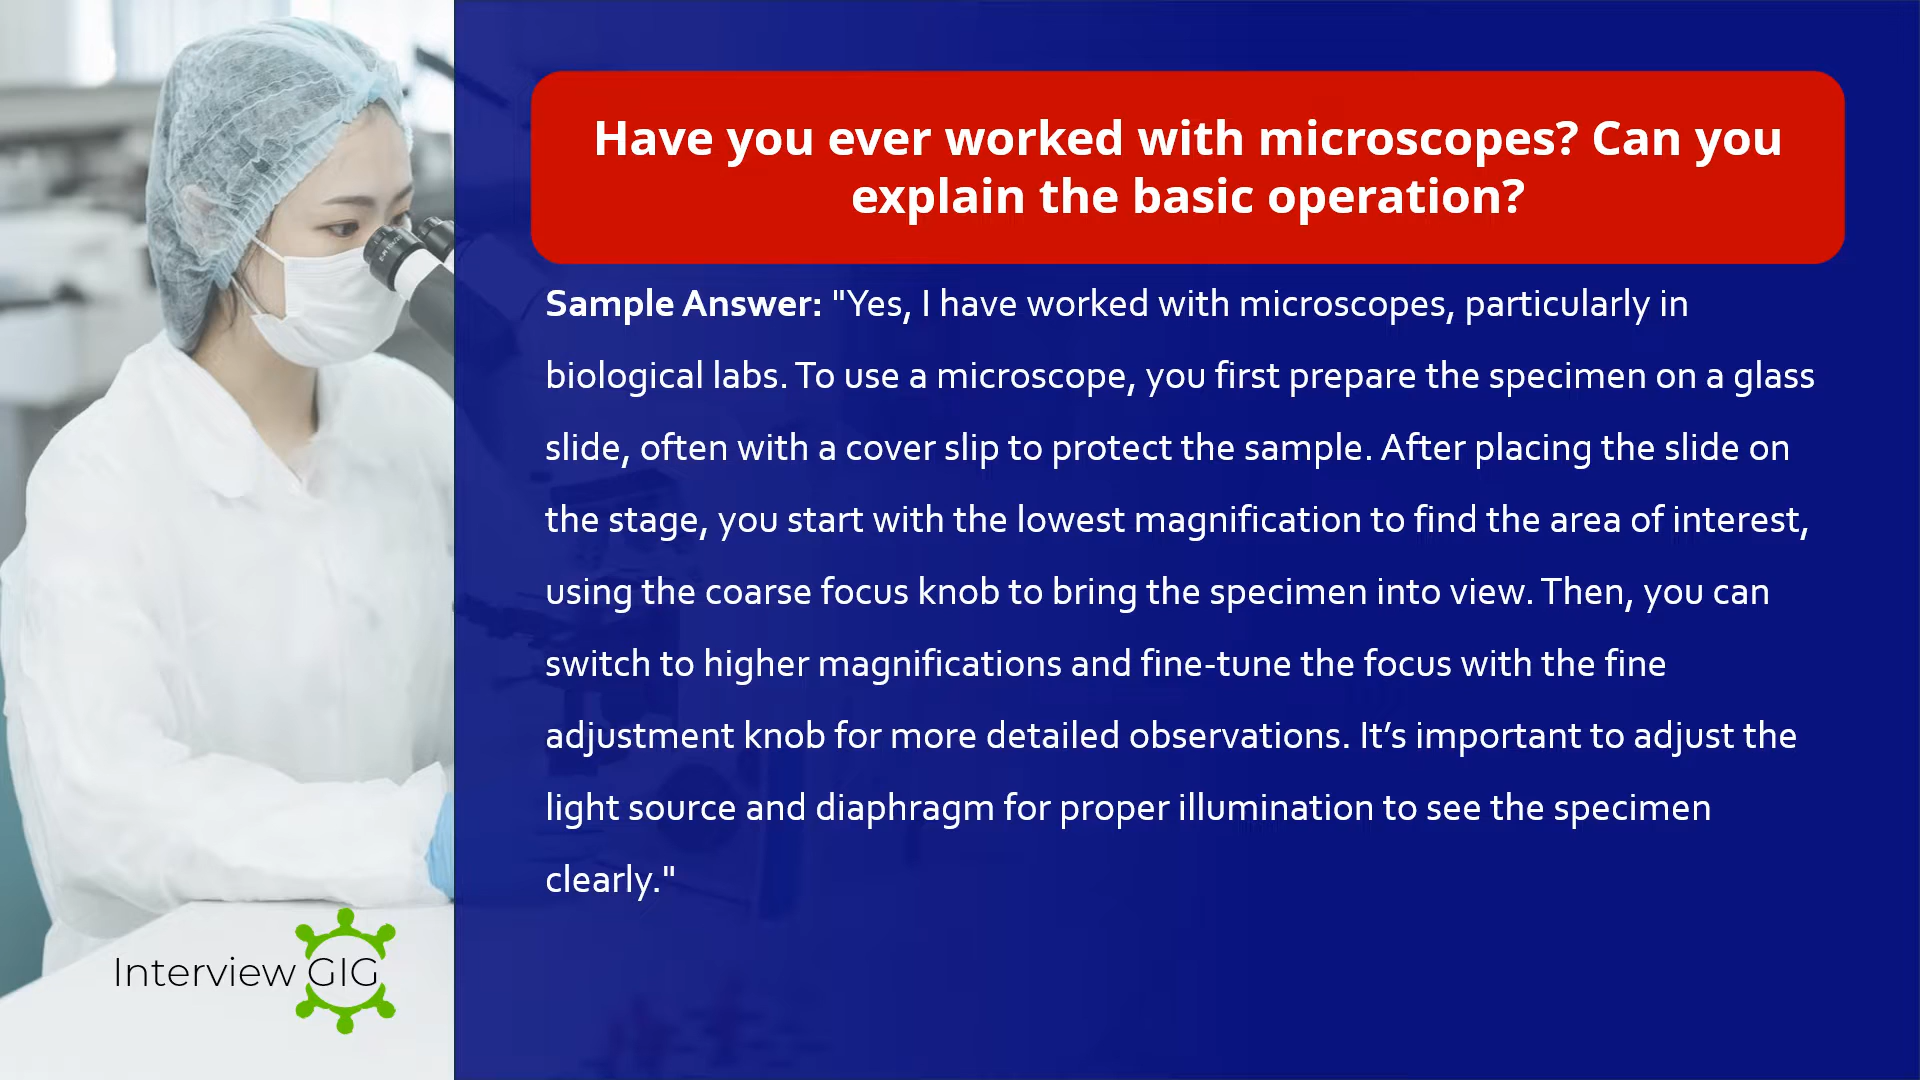 Have you ever worked with microscopes? Can you
explain the basic operation?
Sample Answer: "Yes, I have worked with microscopes, particularly in
biological labs. To use a microscope, you first prepare the specimen on a glass
slide, often with a cover slip to protect the sample. After placing the slide on
the stage, you start with the lowest magnification to find the area of interest,
using the coarse focus knob to bring the specimen into view. Then, you can
switch to higher magnifications and fine-tune the focus with the fine
adjustment knob for more detailed observations. It’s important to adjust the
light source and diaphragm for proper illumination to see the specimen
clearly."
Interview GIG